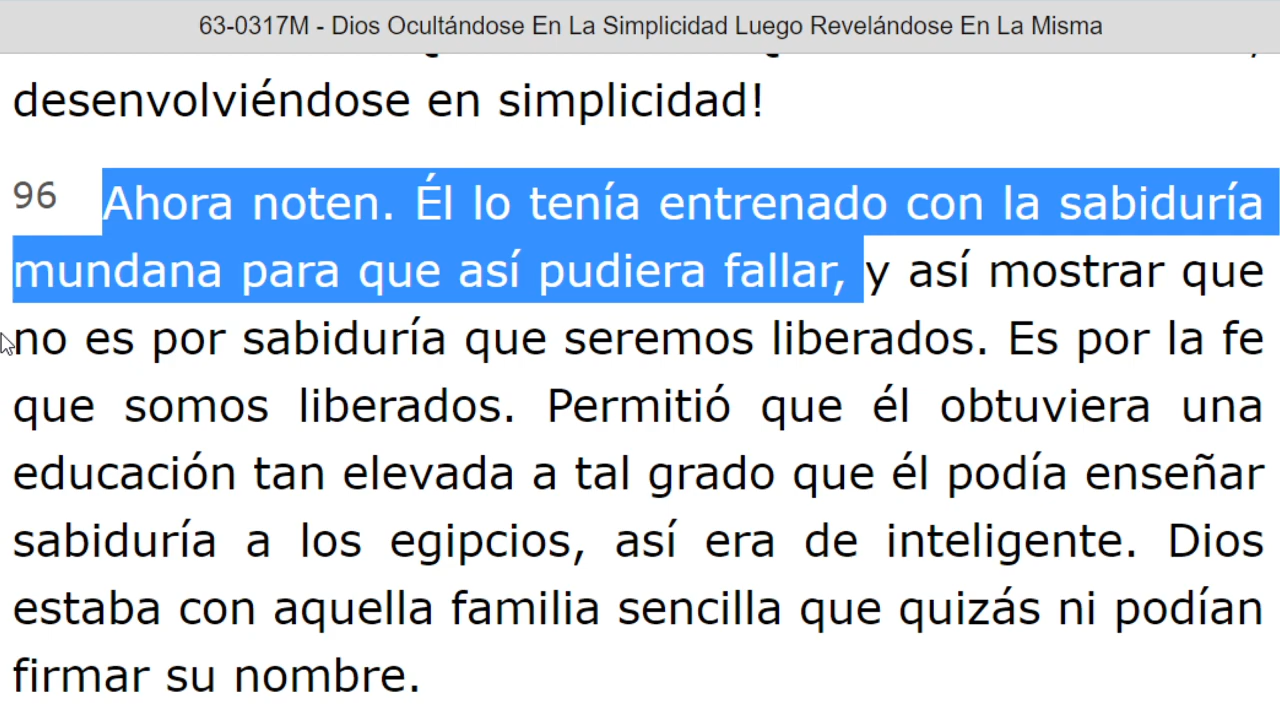 63-0317M - Dios Ocultándose En La Simplicidad Luego Revelándose En La Misma
desenvolviéndose en simplicidad!
96 Ahora noten. Él lo tenía entrenado con la sabiduría
mundana para que así pudiera fallar, y así mostrar que
no es por sabiduría que seremos liberados. Es por la fe
que somos liberados. Permitió que él obtuviera una
educación tan elevada a tal grado que él podía enseñar
sabiduría a los egipcios, así era de inteligente. Dios
estaba con aquella familia sencilla que quizás ni podían
firmar su nombre.